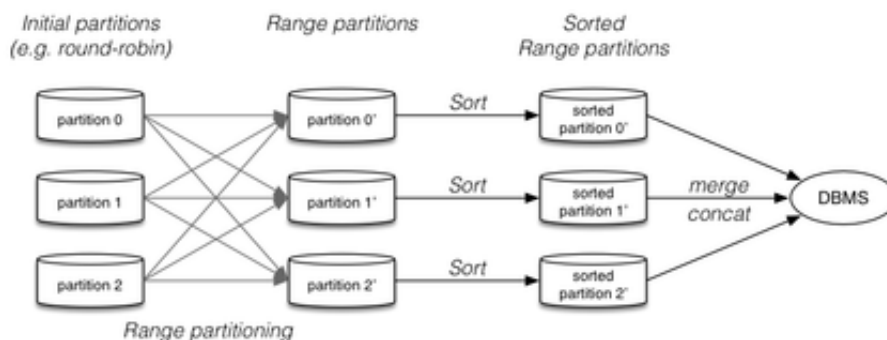 Initial partitions
(e.g. round-robin)
Range partitions
Sorted
Range partitions
partition 0
partition 0'
Sort
sorted
partition 0'
partition 1
partition 1'
Sort
sorted
partition 1'
merge
concat
DBMS
partition 2
partition 2'
Sort
sorted
partition 2'
Range partitioning